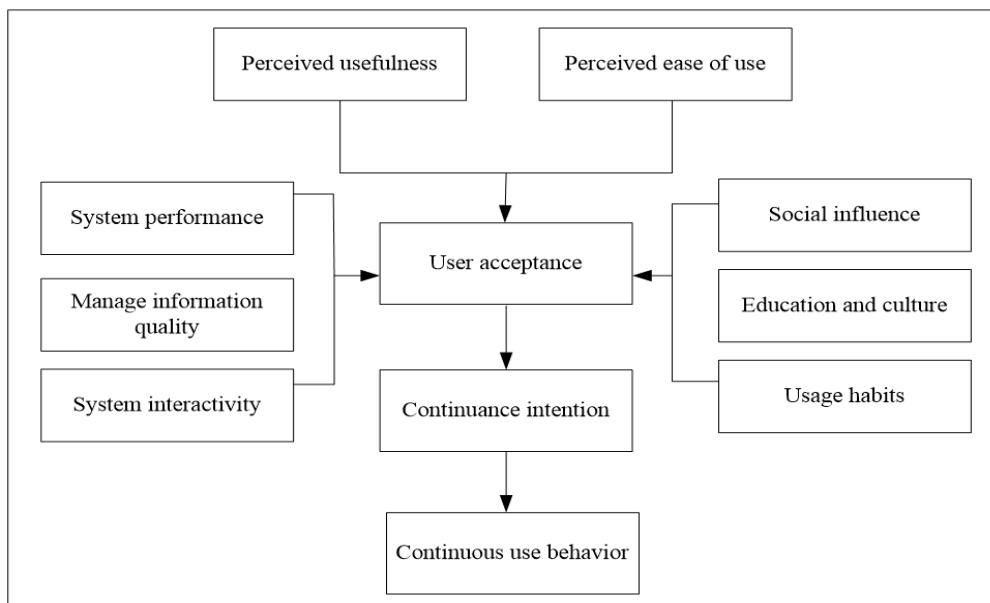 Perceived usefulness
Perceived ease of use
System performance
Manage information
quality
System interactivity
User acceptance
Continuance intention
Continuous use behavior
Social influence
Education and culture
Usage habits